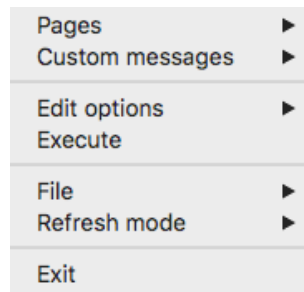 Pages
Custom messages
Edit options
Execute
File
Refresh mode
Exit